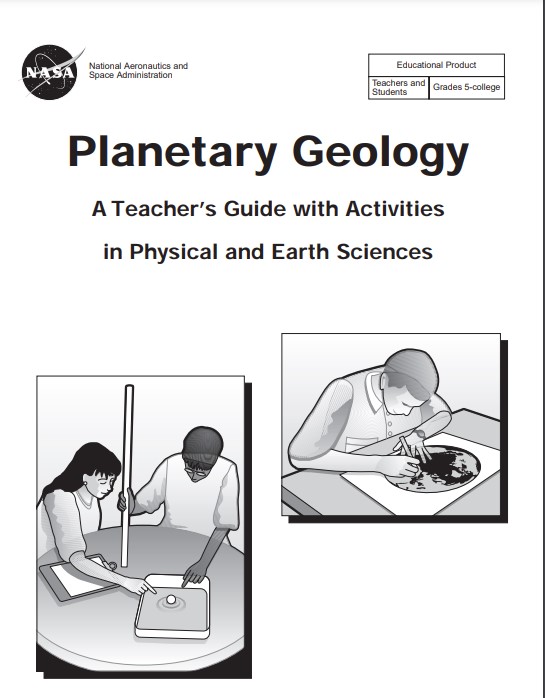 NASA
National Aeronautics and
Space Administration
Educational Product
Teachers and
Students
Grades 5-college
Planetary Geology
A Teacher's Guide with Activities
in Physical and Earth Sciences